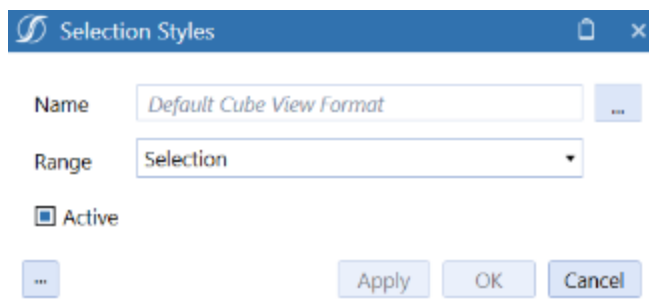 Selection Styles
Name Default Cube View Format ...
Range Selection
Active
... Apply OK Cancel